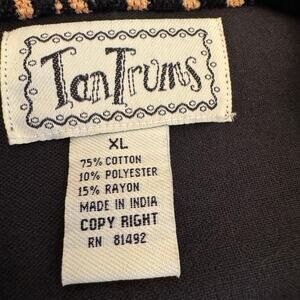 TanTrums
XL
75% COTTON
10% POLYESTER
15% RAYON
MADE IN INDIA
COPY RIGHT
RN 81492